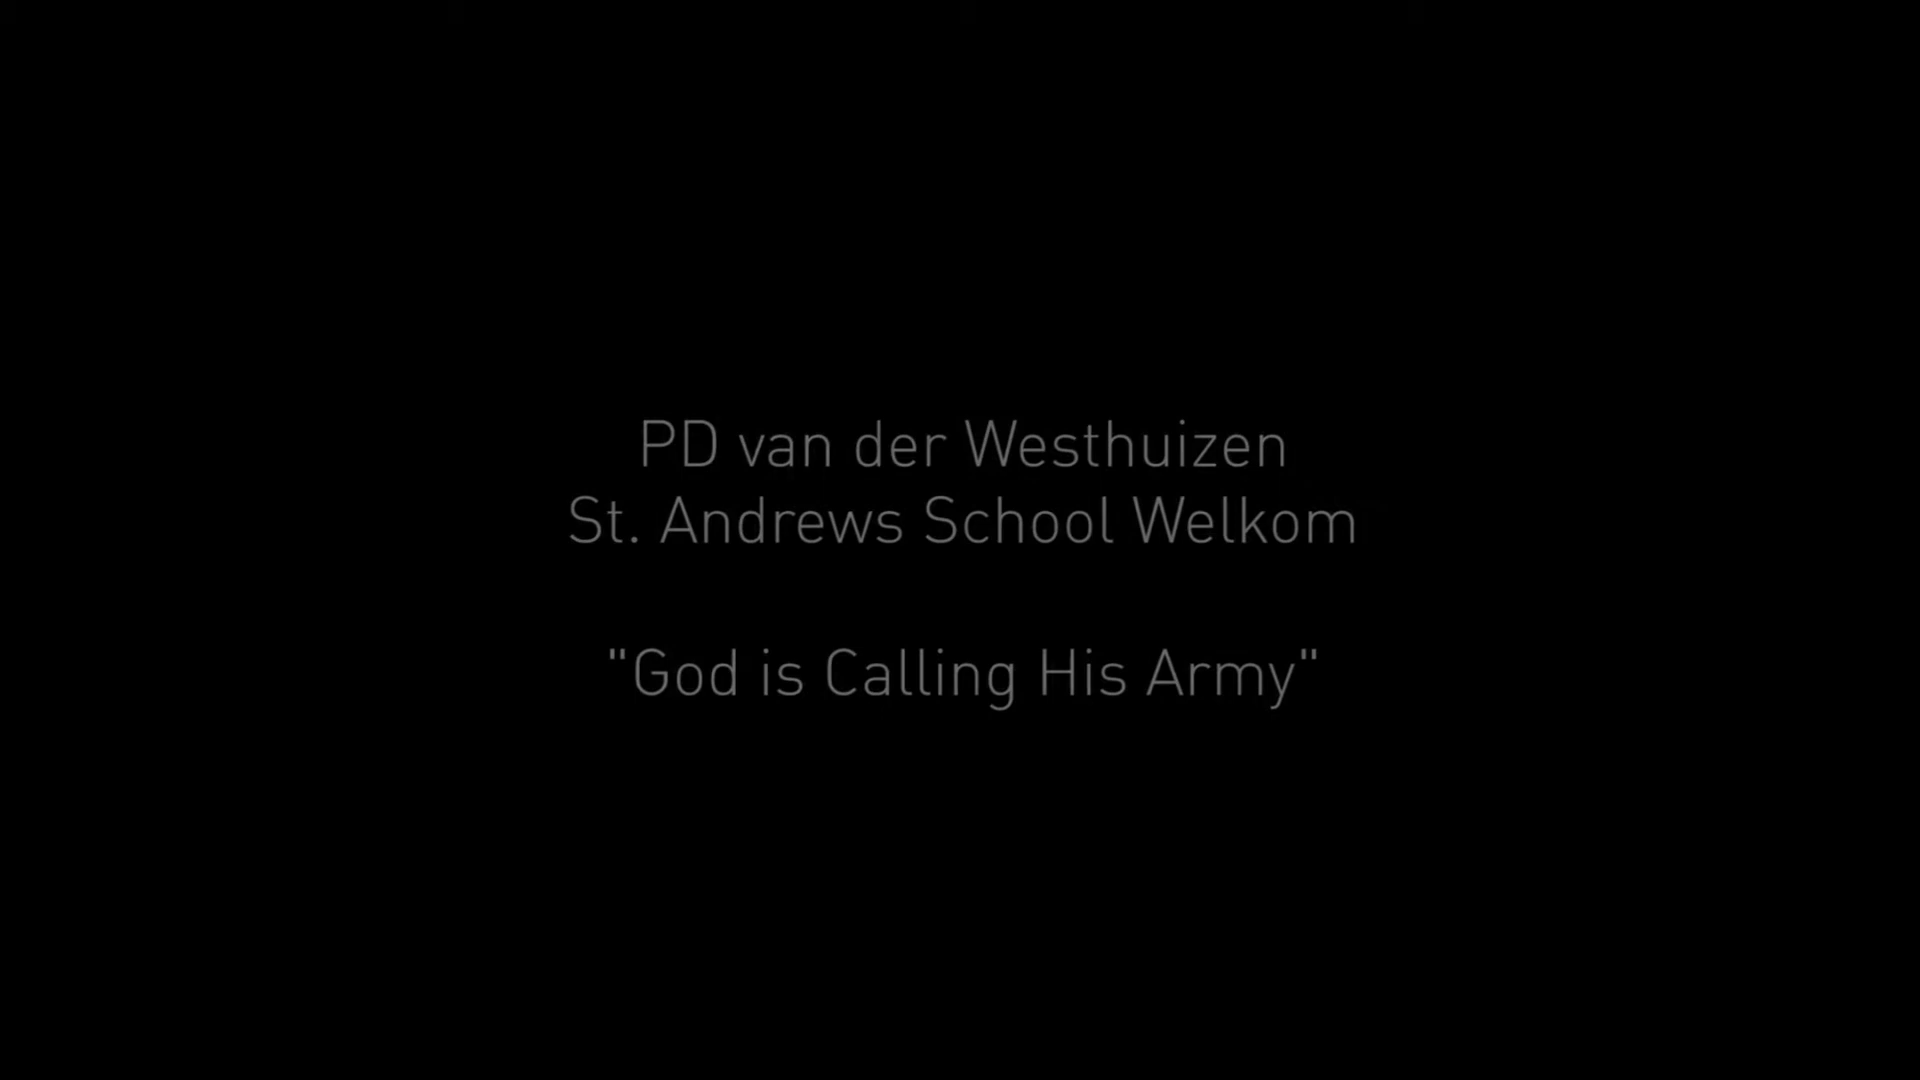 PD van der Westhuizen
St. Andrews School Welkom
"God is Calling His Army"